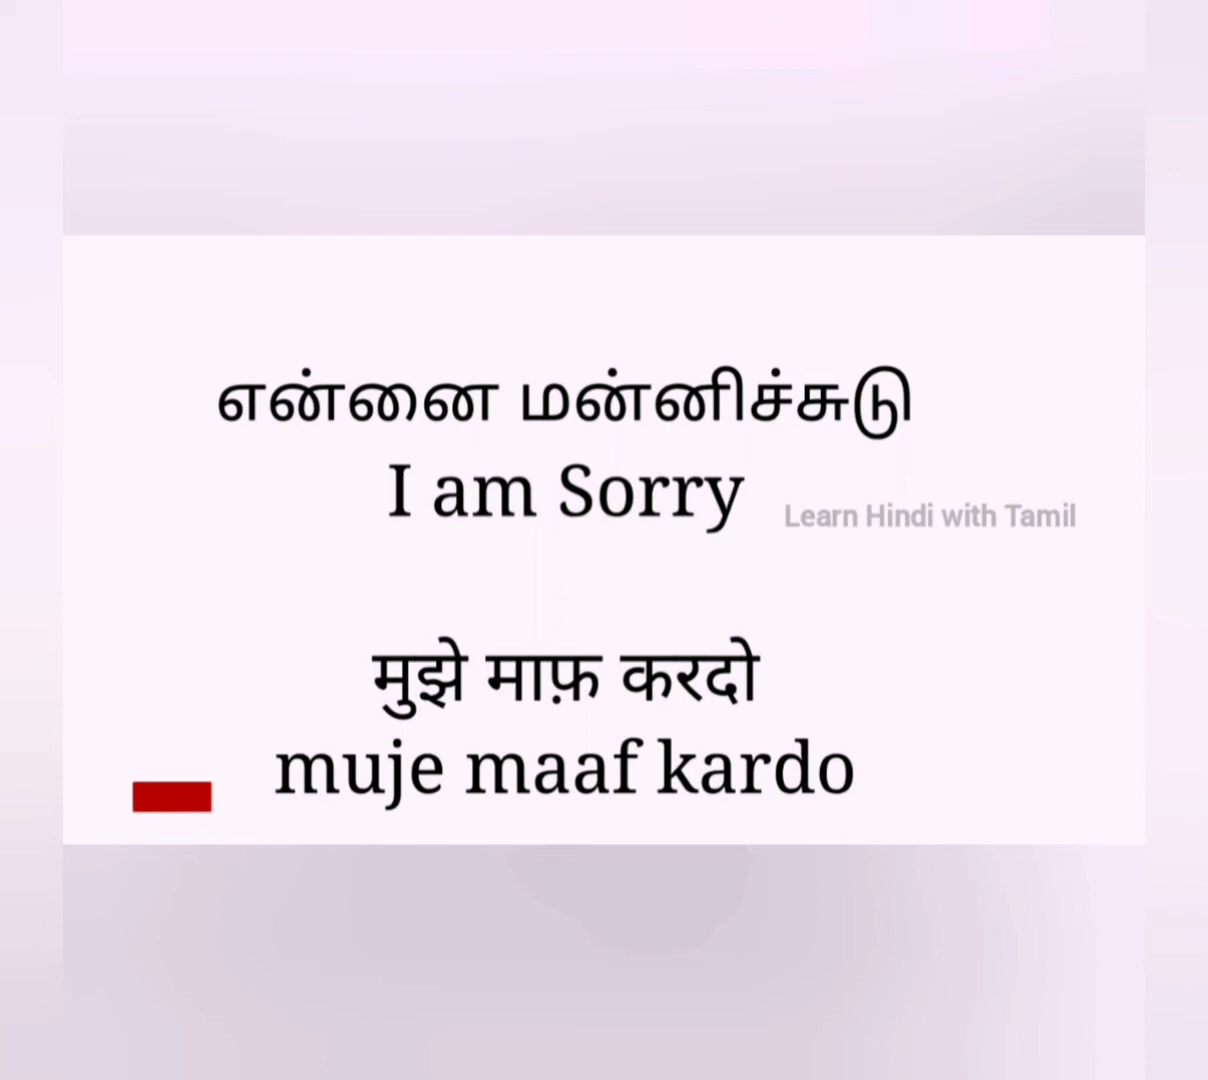 என்னை மன்னிச்சுடு
I am Sorry
Learn Hindi with Tamil
मुझे माफ़ करदो
muje maaf kardo